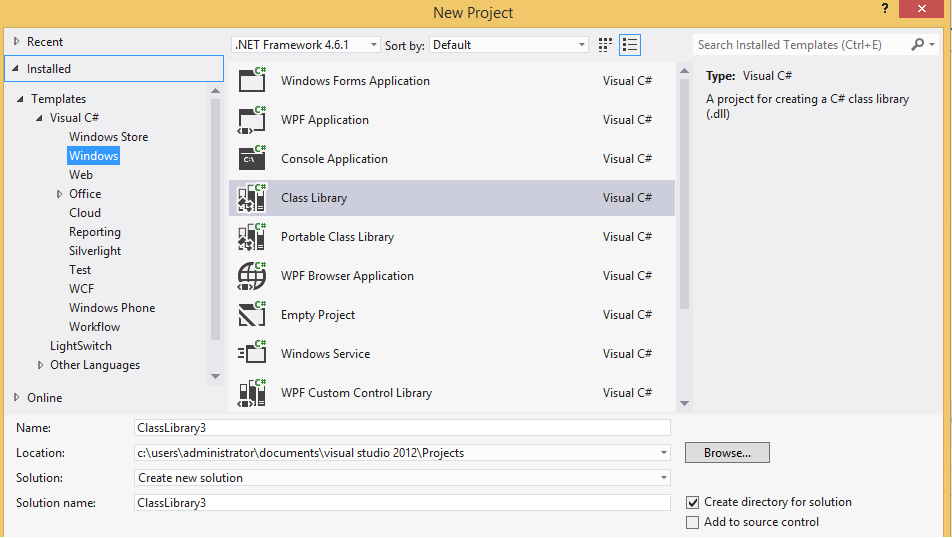 New Project
?
Recent
.NET Framework 4.6.1
Sort by:
Default
Search Installed Templates (Ctrl+E)
Installed
Templates
Visual C#
Windows Store
Windows
Web
Office
Cloud
Reporting
Silverlight
Test
WCF
Windows Phone
Workflow
LightSwitch
Other Languages
Online
C#
Windows Forms Application
Visual C#
C#
WPF Application
Visual C#
C#
C:\
Console Application
Visual C#
C#
Class Library
Visual C#
C#
Portable Class Library
Visual C#
C#
WPF Browser Application
Visual C#
C#
Empty Project
Visual C#
C#
Windows Service
Visual C#
C#
WPF Custom Control Library
Visual C#
Type: Visual C#
A project for creating a C# class library
(.dll)
Name:
ClassLibrary3
Location:
c:\users\administrator\documents\visual studio 2012\Projects
Browse...
Solution:
Create new solution
Solution name:
ClassLibrary3
Create directory for solution
Add to source control